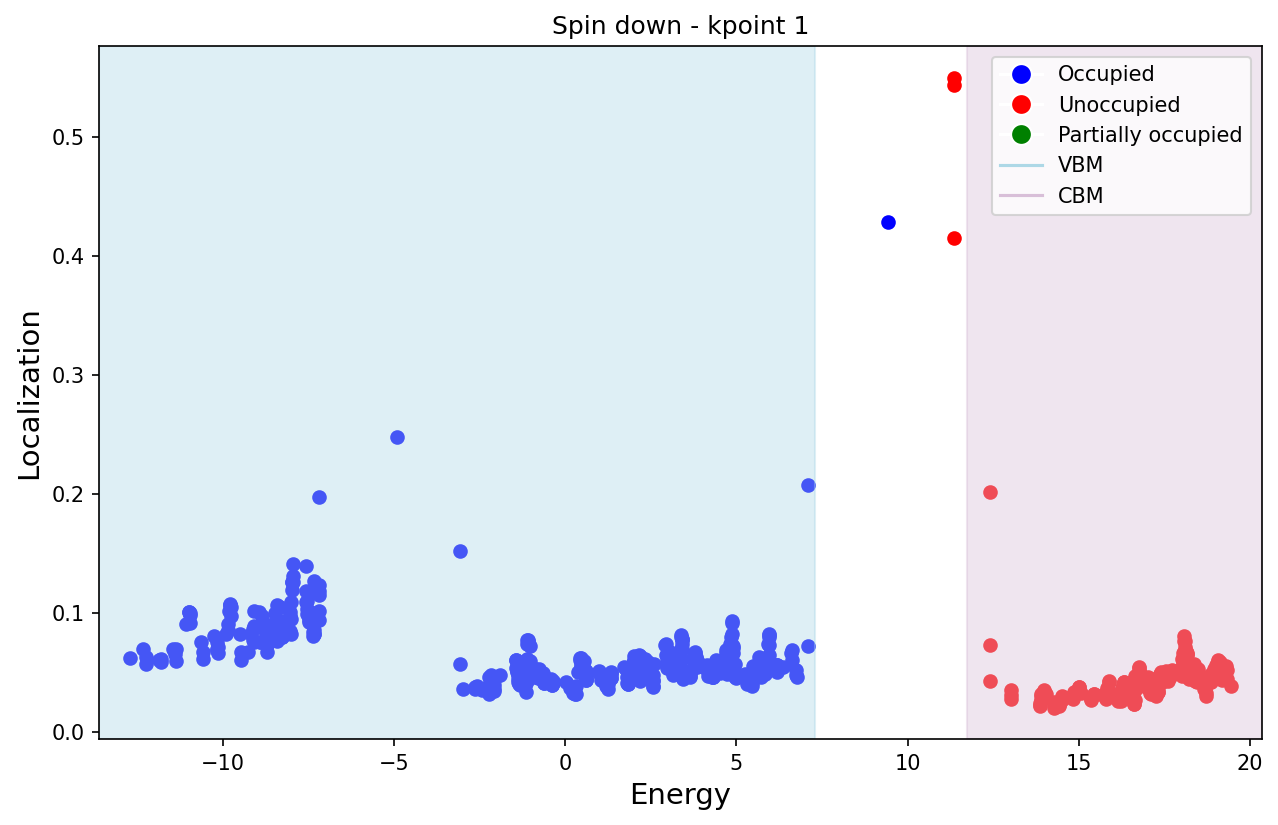 Spin down - kpoint 1
Occupied
Unoccupied
Partially occupied
VBM
CBM
Localization
0.5
0.4
0.3
0.2
0.1
0.0
−10
−5
0
5
10
15
20
Energy